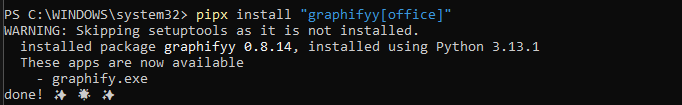 PS C:\WINDOWS\system32> pipx install "graphifyy[office]"
WARNING: Skipping setuptools as it is not installed.
  installed package graphifyy 0.8.14, installed using Python 3.13.1
  These apps are now available
    - graphify.exe
done! ✨ 🌟 ✨